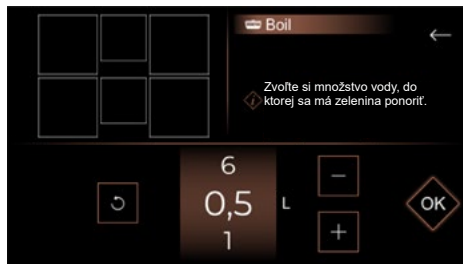 Boil
Zvoľte si množstvo vody, do
ktorej sa má zelenina ponoriť.
6
0,5 L
1
OK